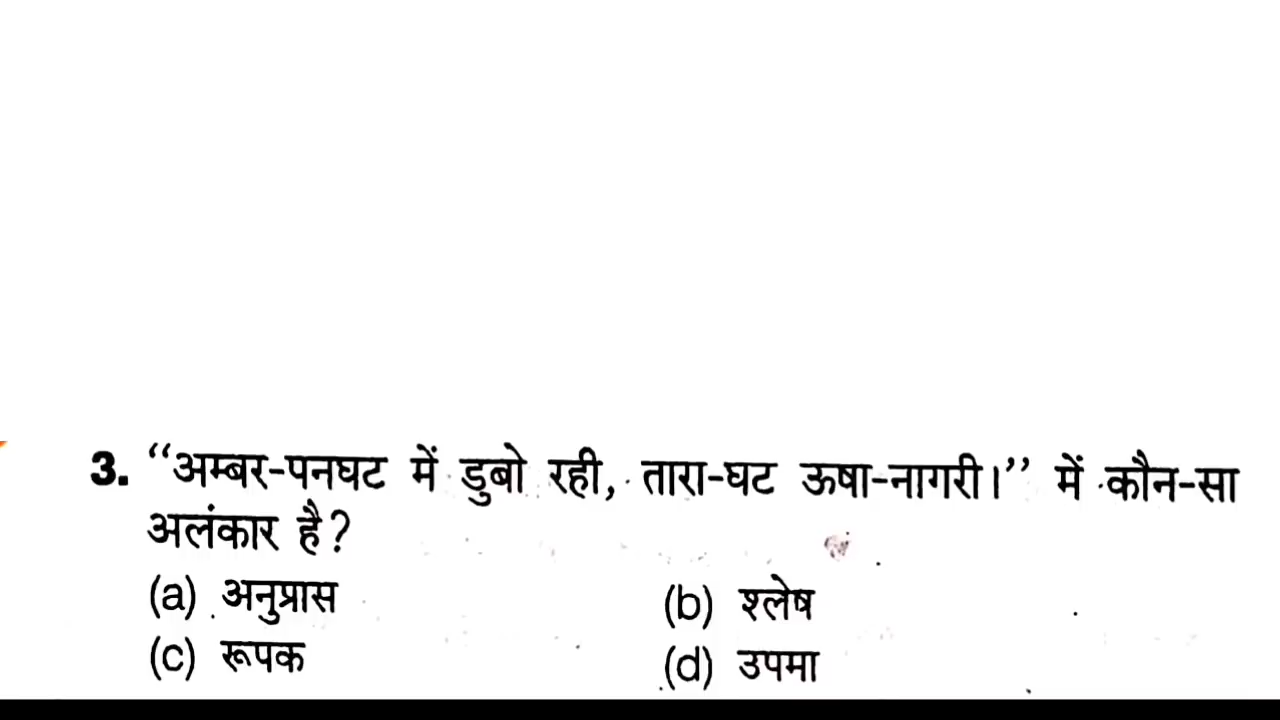 3. ‘‘अम्बर-पनघट में डुबो रही, तारा-घट ऊषा-नागरी।’’ में कौन-सा
अलंकार है?
(a) अनुप्रास (b) श्लेष
(c) रूपक (d) उपमा